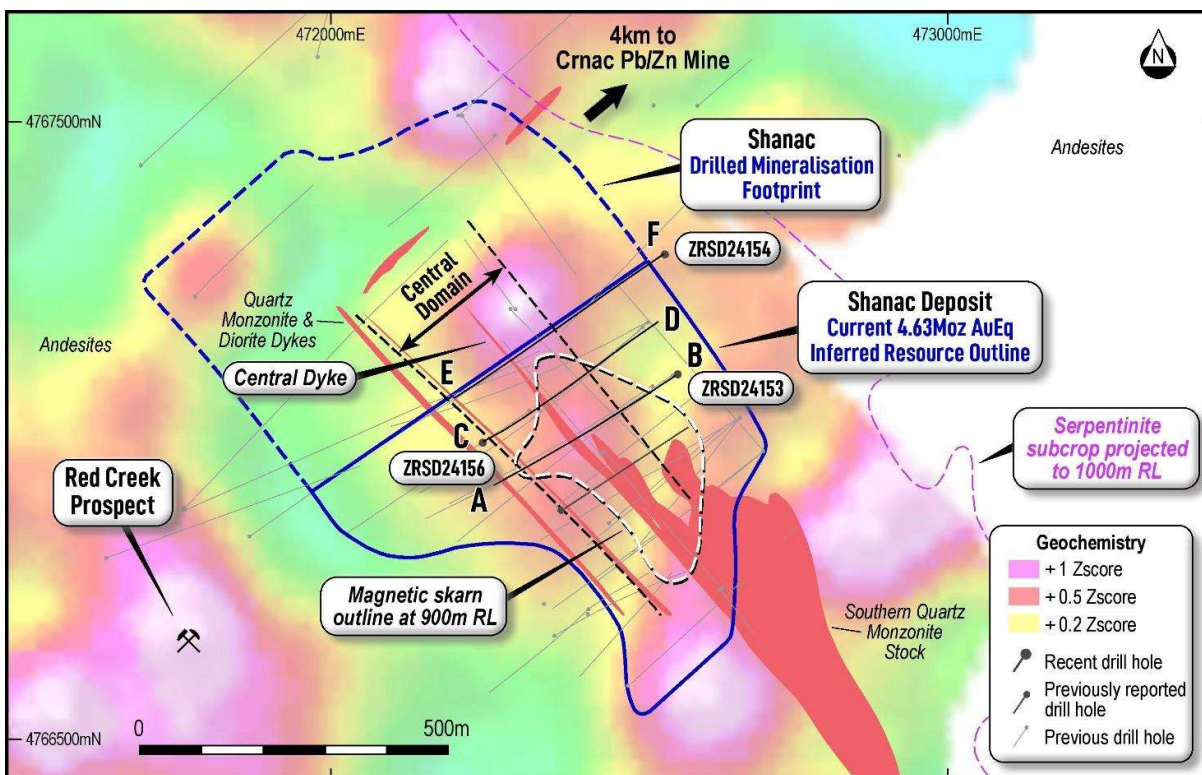 472000mE
473000mE
4km to
Crnac Pb/Zn Mine
N
4767500mN
Shanac
Drilled Mineralisation
Footprint
Andesites
F
ZRSD24154
Central
Domain
Quartz
Monzonite &
Diorite Dykes
Shanac Deposit
Current 4.63Moz AuEq
Inferred Resource Outline
D
Andesites
Central Dyke
E
B
ZRSD24153
C
ZRSD24156
A
Serpentinite
subcrop projected
to 1000m RL
Red Creek
Prospect
Magnetic skarn
outline at 900m RL
Southern Quartz
Monzonite
Stock
Geochemistry
+ 1 Zscore
+ 0.5 Zscore
+ 0.2 Zscore
Recent drill hole
Previously reported
drill hole
Previous drill hole
0
500m
4766500mN